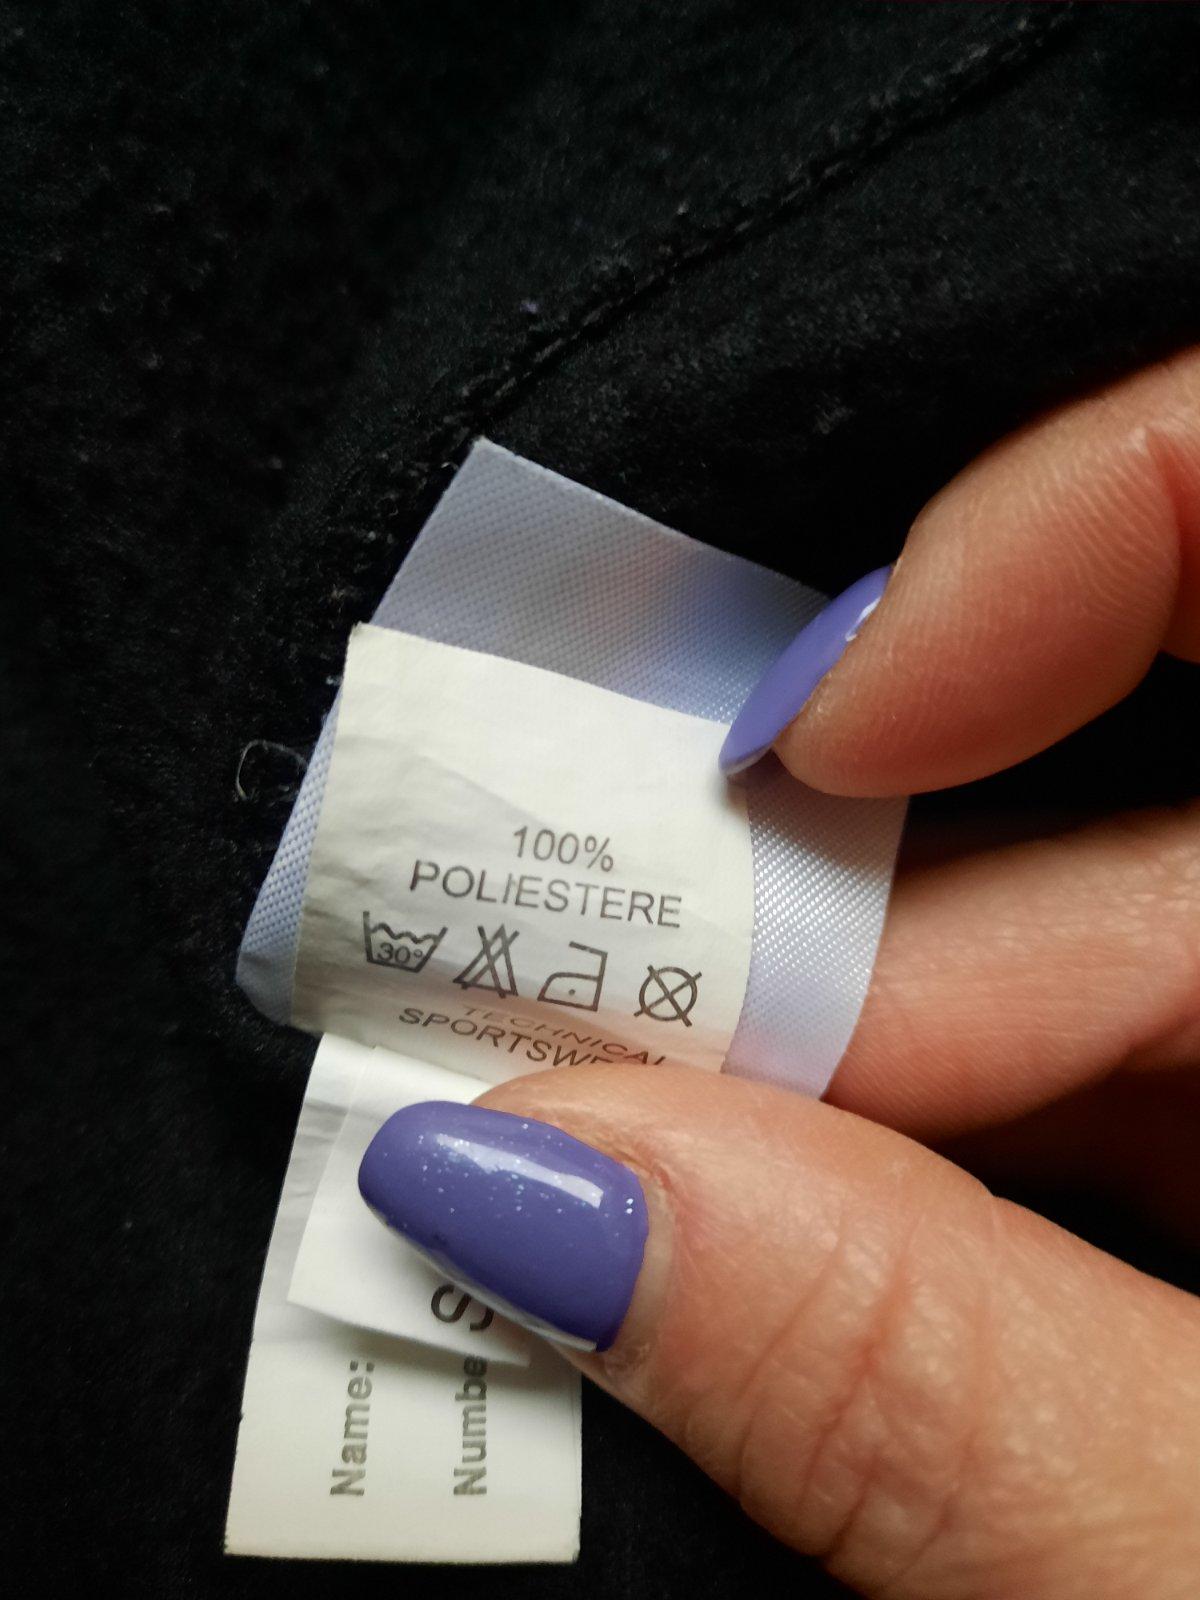 100%
POLIESTERE
30°
TECHNICAL
S
Name: